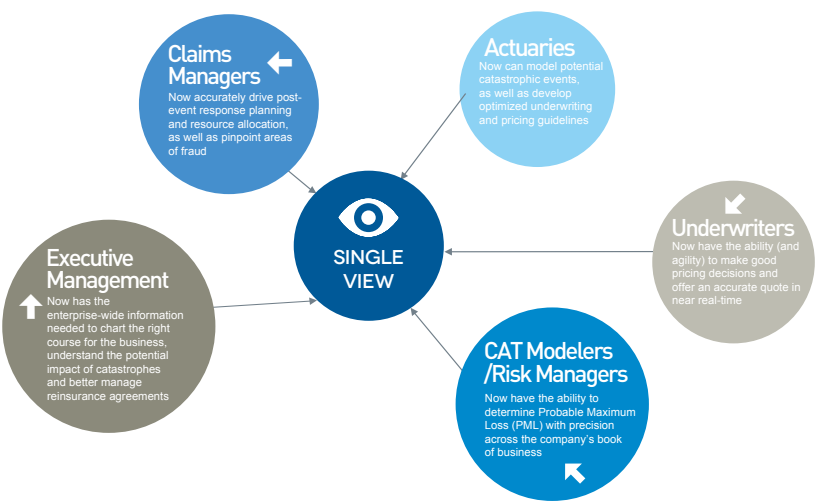 Claims
Managers
Now accurately drive post-
event response planning
and resource allocation,
as well as pinpoint areas
of fraud
Actuaries
Now can model potential
catastrophic events,
as well as develop
optimized underwriting
and pricing guidelines
SINGLE
VIEW
Underwriters
Now have the ability (and
agility) to make good
pricing decisions and
offer an accurate quote in
near real-time
Executive
Management
Now has the
enterprise-wide information
needed to chart the right
course for the business,
understand the potential
impact of catastrophes
and better manage
reinsurance agreements
CAT Modelers
/Risk Managers
Now have the ability to
determine Probable Maximum
Loss (PML) with precision
across the company's book
of business